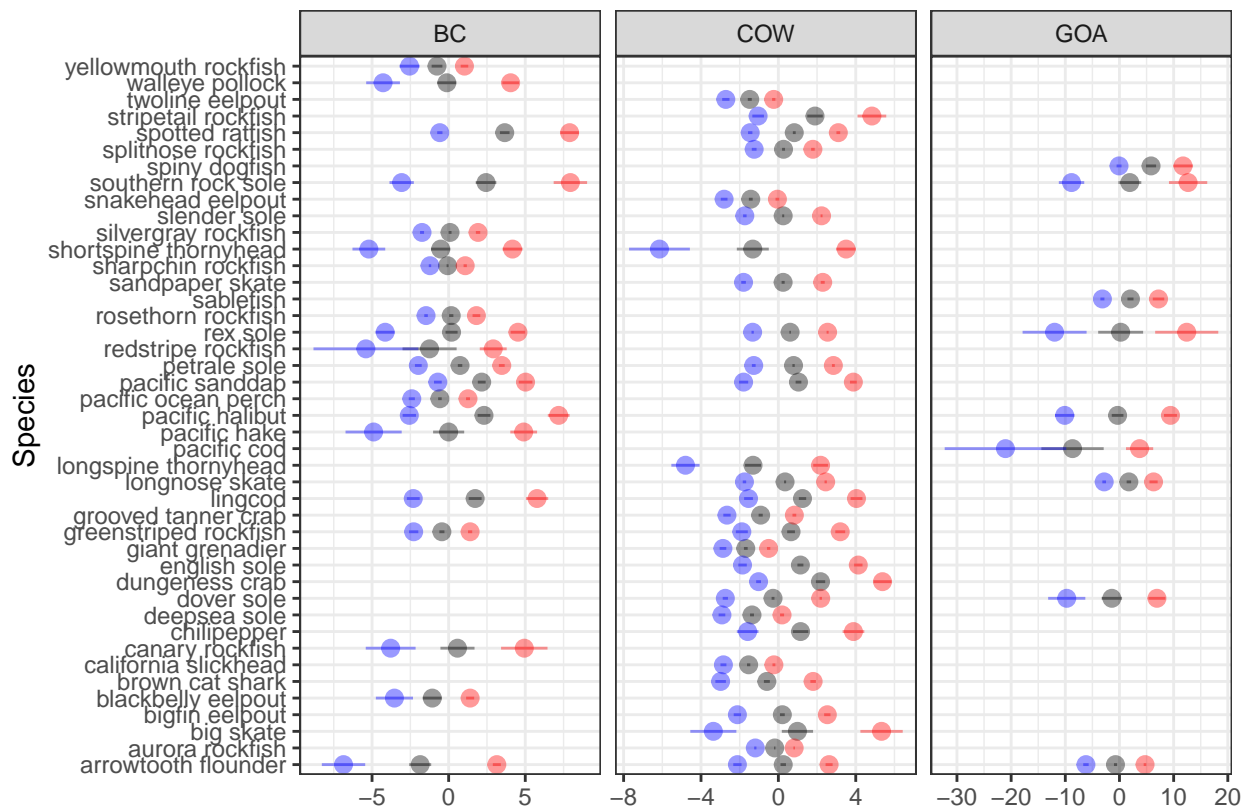 BC COW GOA
Species
yellowmouth rockfish
walleye pollock
twoline eelpout
stripetail rockfish
spotted ratfish
splitnose rockfish
spiny dogfish
southern rock sole
snakehead eelpout
slender sole
silvergray rockfish
shortspine thornyhead
sharpchin rockfish
sandpaper skate
sablefish
rosethorn rockfish
rex sole
redstripe rockfish
petrale sole
pacific sanddab
pacific ocean perch
pacific halibut
pacific hake
pacific cod
longspine thornyhead
longnose skate
lingcod
grooved tanner crab
greenstriped rockfish
giant grenadier
english sole
dungeness crab
dover sole
deepsea sole
chilipepper
canary rockfish
california slickhead
brown cat shark
blackbelly eelpout
bigfin eelpout
big skate
aurora rockfish
arrowtooth flounder
−5 0 5 −8 −4 0 4 −30 −20 −10 0 10 20